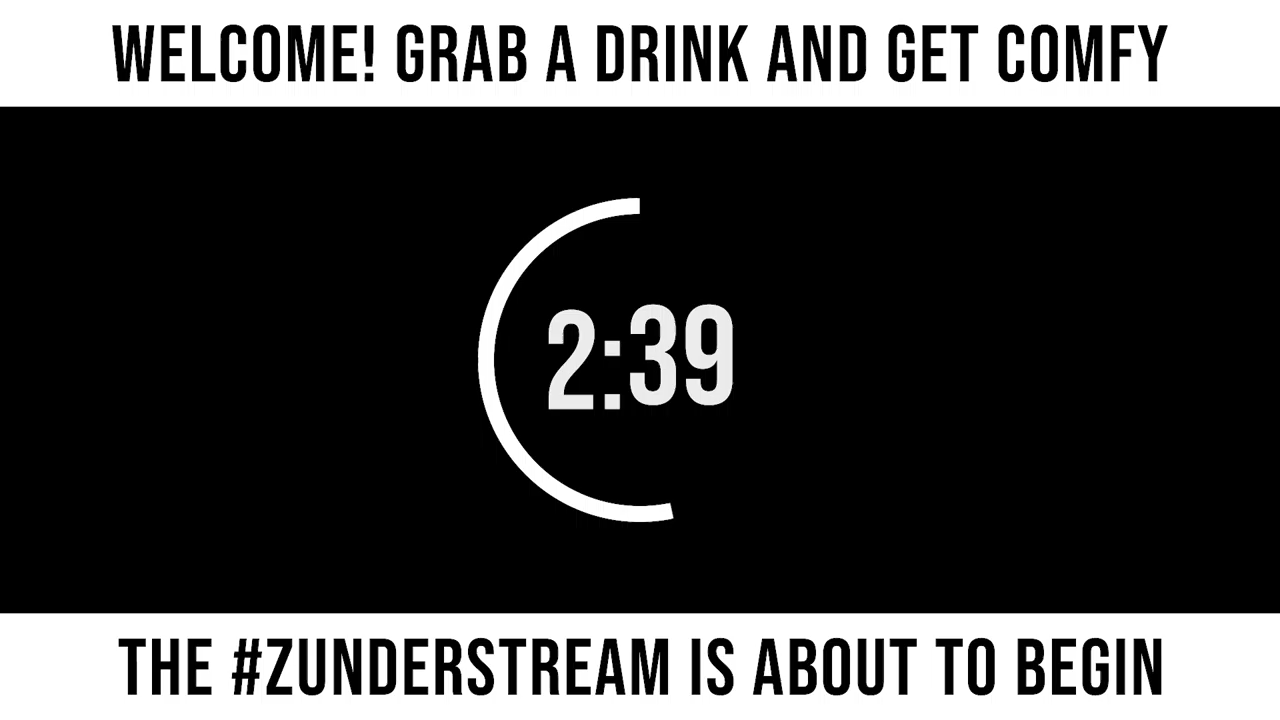 WELCOME! GRAB A DRINK AND GET COMFY
2:39
THE #ZUNDERSTREAM IS ABOUT TO BEGIN